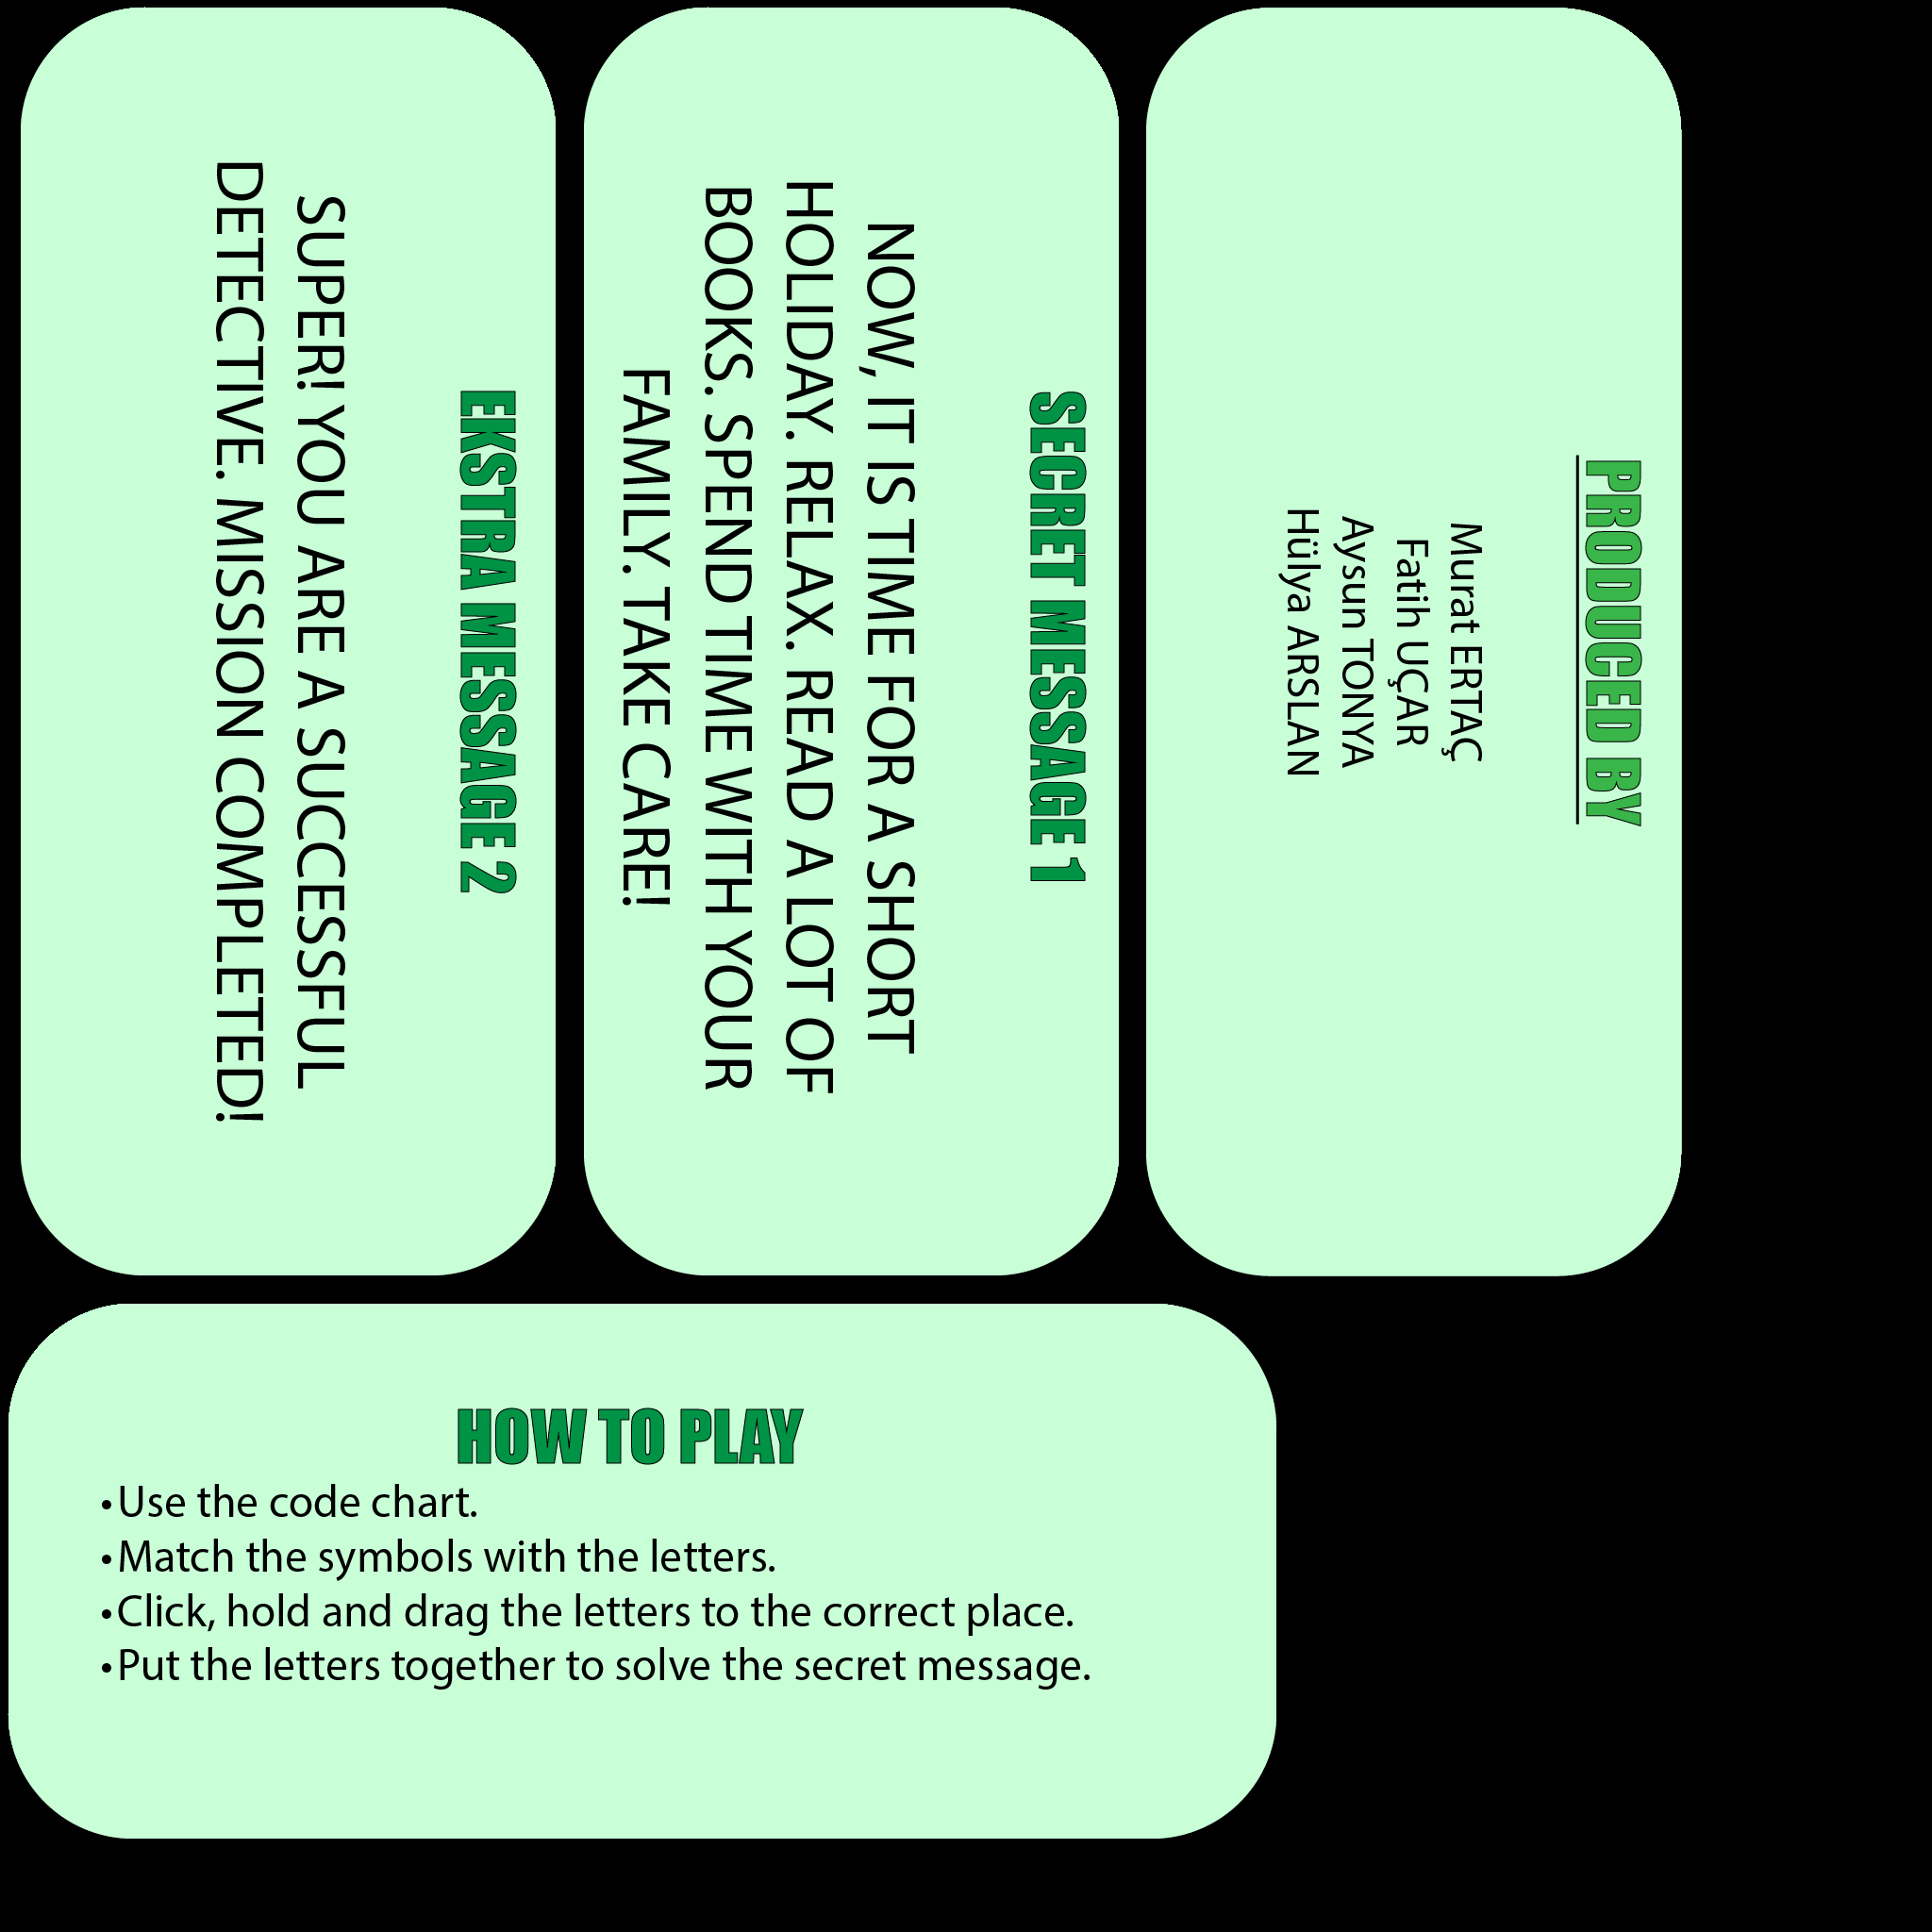 EKSTRA MESSAGE 2
SUPER! YOU ARE A SUCCESSFUL
DETECTIVE. MISSION COMPLETED!
SECRET MESSAGE 1
NOW, IT IS TIME FOR A SHORT
HOLIDAY. RELAX. READ A LOT OF
BOOKS. SPEND TIME WITH YOUR
FAMILY. TAKE CARE!
PRODUCED BY
Murat ERTAÇ
Fatih UÇAR
Aysun TONYA
Hülya ARSLAN
HOW TO PLAY
•Use the code chart.
•Match the symbols with the letters.
•Click, hold and drag the letters to the correct place.
•Put the letters together to solve the secret message.